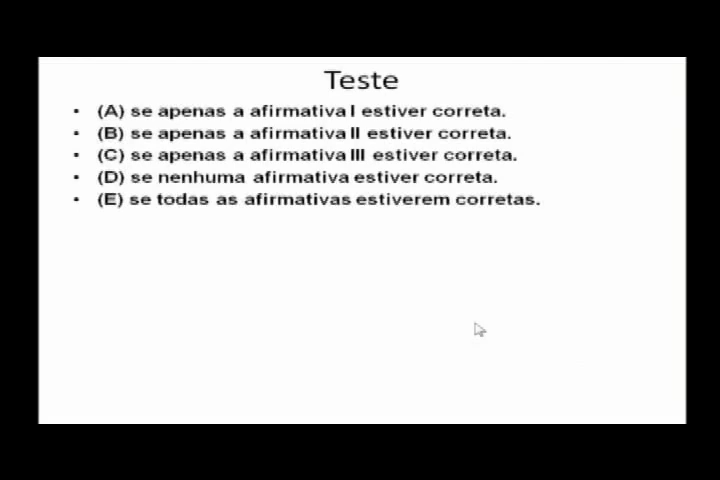 Teste
• (A) se apenas a afirmativa I estiver correta.
• (B) se apenas a afirmativa II estiver correta.
• (C) se apenas a afirmativa III estiver correta.
• (D) se nenhuma afirmativa estiver correta.
• (E) se todas as afirmativas estiverem corretas.